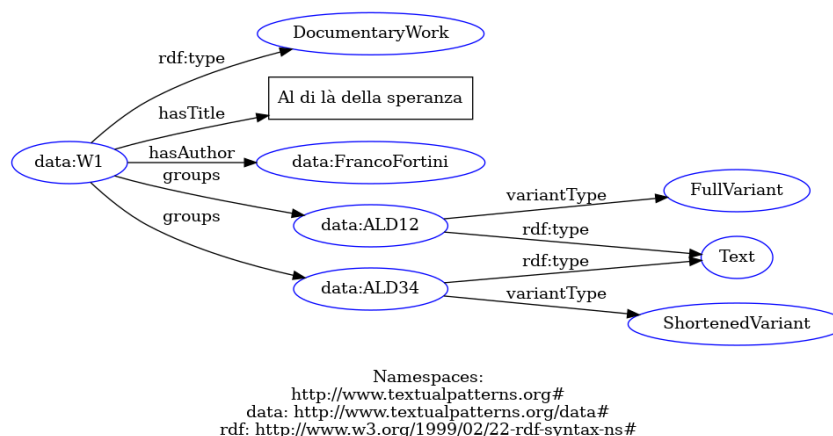 DocumentaryWork
rdf:type
Al di là della speranza
hasTitle
data:W1
hasAuthor
data:FrancoFortini
groups
groups
data:ALD12
variantType
FullVariant
rdf:type
Text
data:ALD34
rdf:type
variantType
ShortenedVariant
Namespaces:
http://www.textualpatterns.org#
data: http://www.textualpatterns.org/data#
rdf: http://www.w3.org/1999/02/22-rdf-syntax-ns#